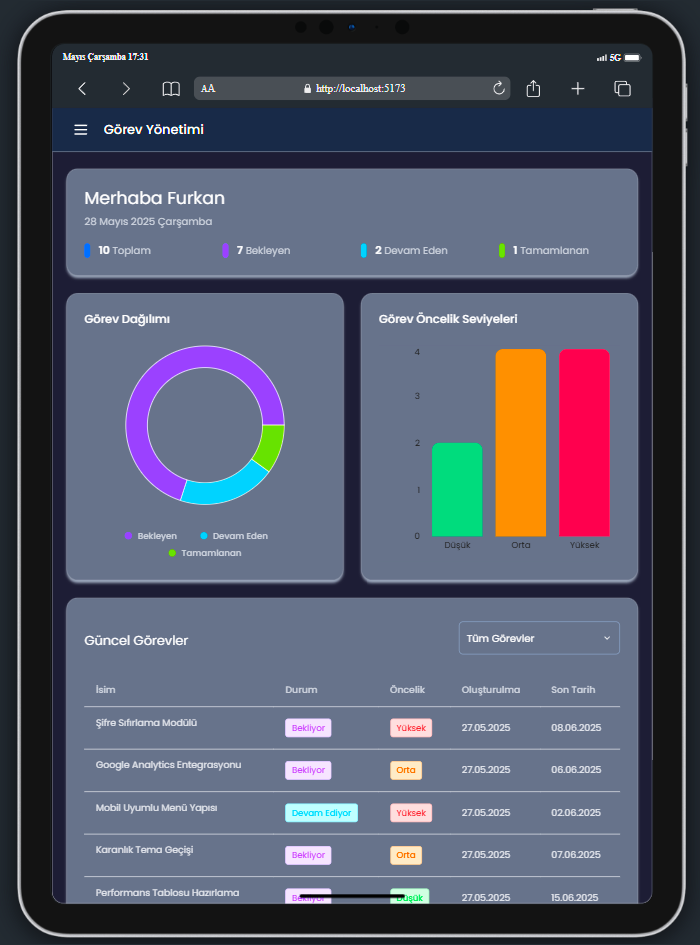 Mayıs Çarşamba 17:31
5G
AA http://localhost:5173
Görev Yönetimi
Merhaba Furkan
28 Mayıs 2025 Çarşamba
10 Toplam 7 Bekleyen 2 Devam Eden 1 Tamamlanan
Görev Dağılımı
Bekleyen Devam Eden
Tamamlanan
Görev Öncelik Seviyeleri
4
3
2
1
0
Düşük Orta Yüksek
Güncel Görevler Tüm Görevler
İsim Durum Öncelik Oluşturulma Son Tarih
Şifre Sıfırlama Modülü Bekliyor Yüksek 27.05.2025 08.06.2025
Google Analytics Entegrasyonu Bekliyor Orta 27.05.2025 06.06.2025
Mobil Uyumlu Menü Yapısı Devam Ediyor Yüksek 27.05.2025 02.06.2025
Karanlık Tema Geçişi Bekliyor Orta 27.05.2025 07.06.2025
Performans Tablosu Hazırlama Bekliyor Düşük 27.05.2025 15.06.2025